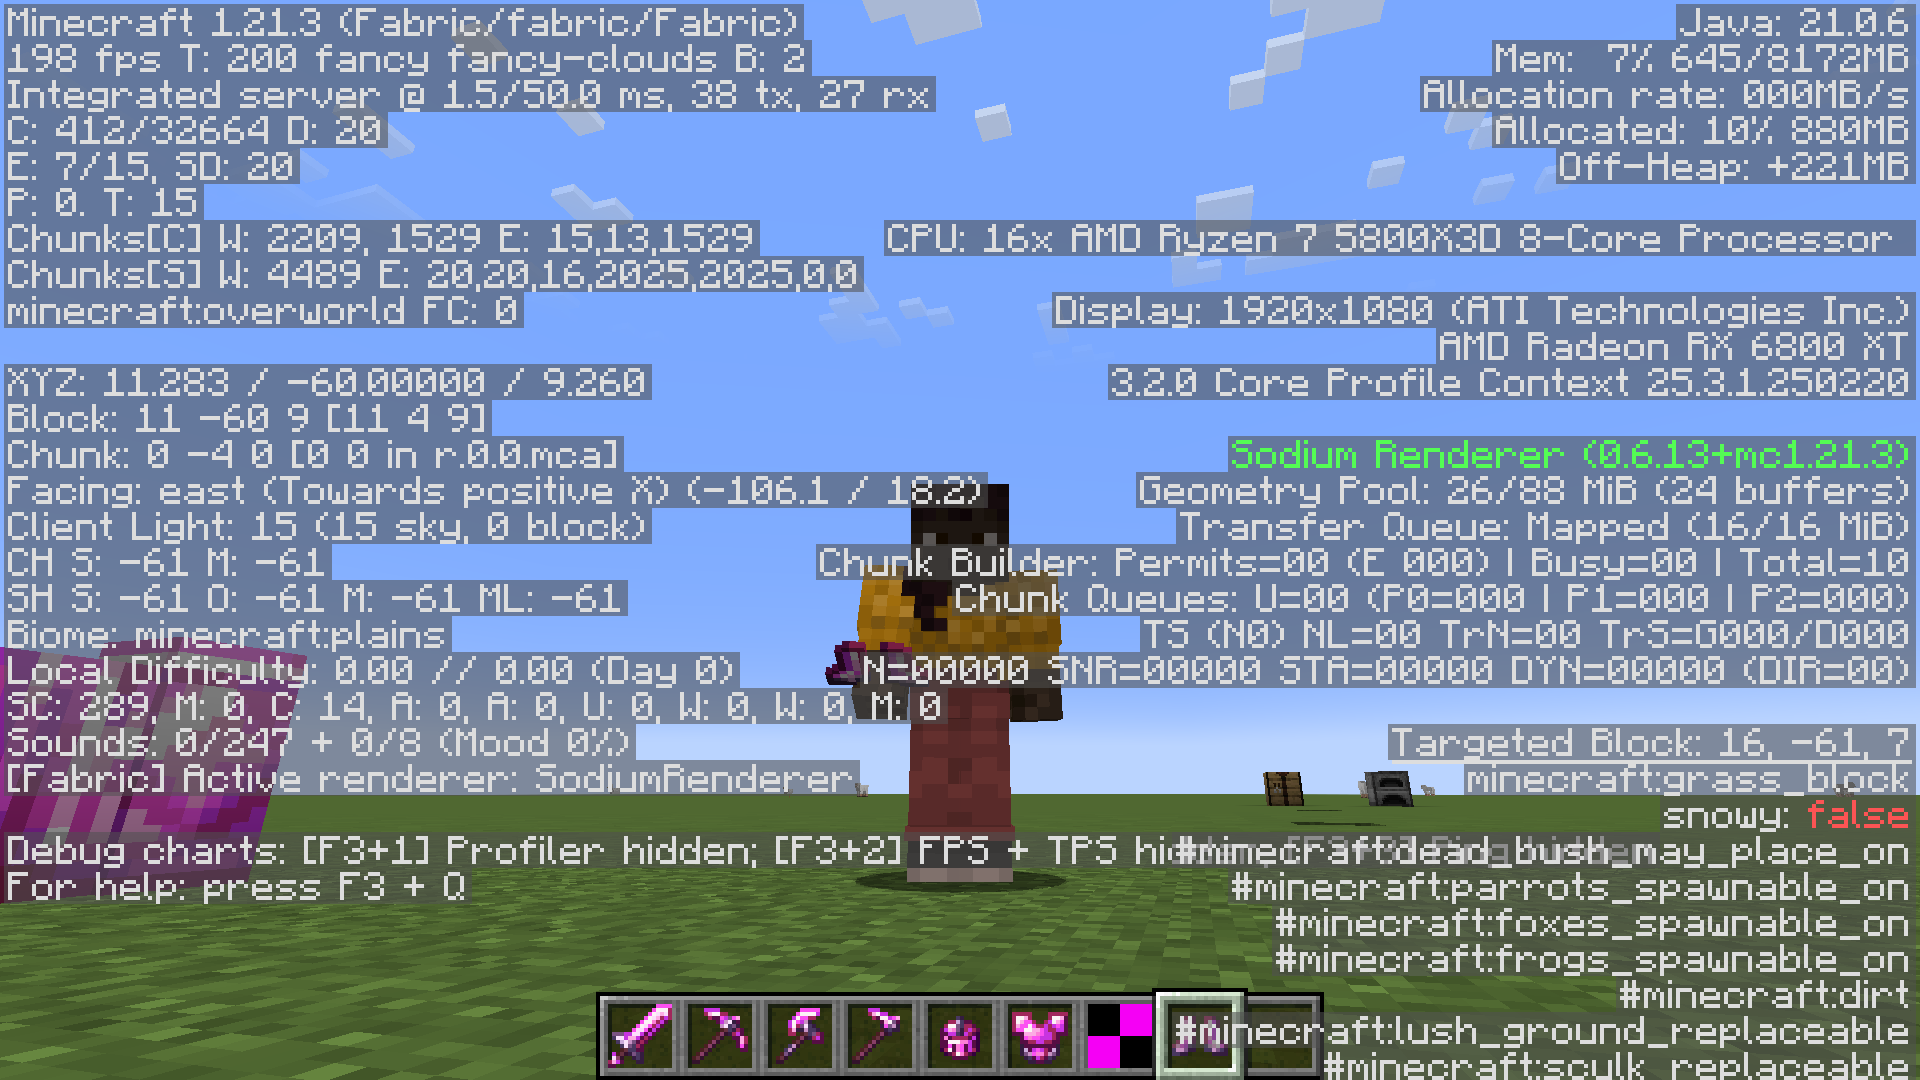 Minecraft 1.21.3 (Fabric/fabric/Fabric)
198 fps T: 200 fancy fancy-clouds B: 2
Integrated server @ 1.5/50.0 ms, 38 tx, 27 rx
C: 412/32664 D: 20
E: 7/15, SD: 20
P: 0. T: 15
Chunks[C] W: 2209, 1529 E: 15,13,1529
Chunks[S] W: 4489 E: 20,20,16,2025,2025,0,0
minecraft:overworld FC: 0
XYZ: 11.283 / -60.00000 / 9.260
Block: 11 -60 9 [11 4 9]
Chunk: 0 -4 0 [0 0 in r.0.0.mca]
Facing: east (Towards positive X) (-106.1 / 18.2)
Client Light: 15 (15 sky, 0 block)
CH S: -61 M: -61
SH S: -61 O: -61 M: -61 ML: -61
Biome: minecraft:plains
Local Difficulty: 0.00 // 0.00 (Day 0)
SC: 289, M: 0, C: 14, A: 0, A: 0, U: 0, W: 0, W: 0, M: 0
Sounds: 0/247 + 0/8 (Mood 0%)
[Fabric] Active renderer: SodiumRenderer
Debug charts: [F3+1] Profiler hidden; [F3+2] FPS + TPS hidden; [F3+3] Ping hidden
For help: press F3 + Q
Java: 21.0.6
Mem: 7% 645/8172MB
Allocation rate: 000MB/s
Allocated: 10% 880MB
Off-Heap: +221MB
CPU: 16x AMD Ryzen 7 5800X3D 8-Core Processor
Display: 1920x1080 (ATI Technologies Inc.)
AMD Radeon RX 6800 XT
3.2.0 Core Profile Context 25.3.1.250220
Sodium Renderer (0.6.13+mc1.21.3)
Geometry Pool: 26/88 MiB (24 buffers)
Transfer Queue: Mapped (16/16 MiB)
Chunk Builder: Permits=00 (E 000) | Busy=00 | Total=10
Chunk Queues: U=00 (P0=000 | P1=000 | P2=000)
TS (N0) NL=00 TrN=00 TrS=G000/D000
N=00000 SNR=00000 STA=00000 DYN=00000 (DIR=00)
Targeted Block: 16, -61, 7
minecraft:grass_block
snowy: false
#minecraft:dead_bush_may_place_on
#minecraft:parrots_spawnable_on
#minecraft:foxes_spawnable_on
#minecraft:frogs_spawnable_on
#minecraft:dirt
#minecraft:lush_ground_replaceable
#minecraft:sculk_replaceable